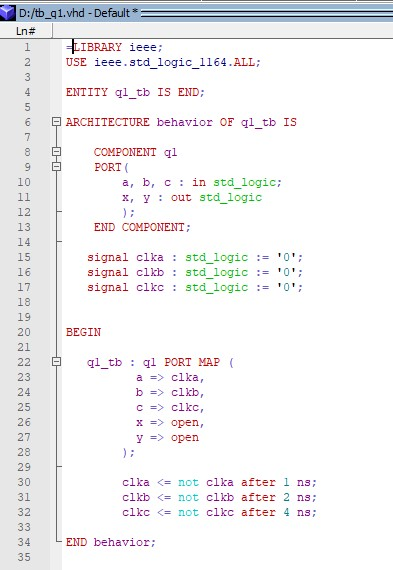 D:/tb_q1.vhd - Default *
Ln#
1 =LIBRARY ieee;
2 USE ieee.std_logic_1164.ALL;
3
4 ENTITY q1_tb IS END;
5
6 ARCHITECTURE behavior OF q1_tb IS
7
8 COMPONENT q1
9 PORT(
10 a, b, c : in std_logic;
11 x, y : out std_logic
12 );
13 END COMPONENT;
14
15 signal clka : std_logic := '0';
16 signal clkb : std_logic := '0';
17 signal clkc : std_logic := '0';
18
19
20 BEGIN
21
22 q1_tb : q1 PORT MAP (
23 a => clka,
24 b => clkb,
25 c => clkc,
26 x => open,
27 y => open
28 );
29
30 clka <= not clka after 1 ns;
31 clkb <= not clkb after 2 ns;
32 clkc <= not clkc after 4 ns;
33
34 END behavior;
35